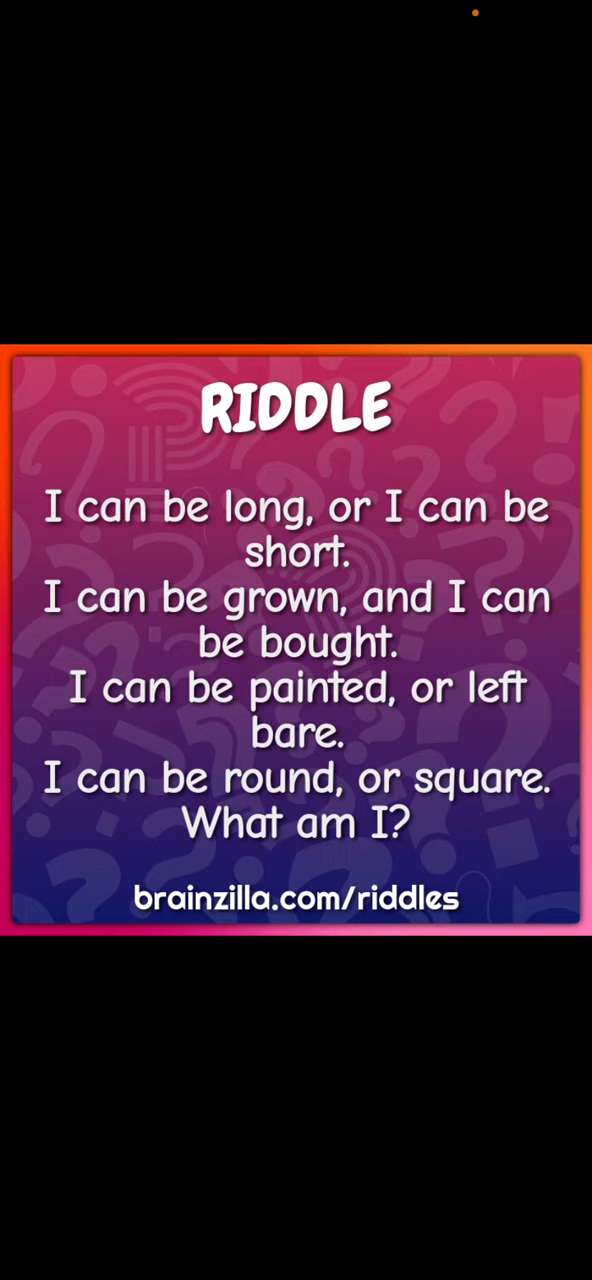 RIDDLE
I can be long, or I can be
short.
I can be grown, and I can
be bought.
I can be painted, or left
bare.
I can be round, or square.
What am I?
brainzilla.com/riddles